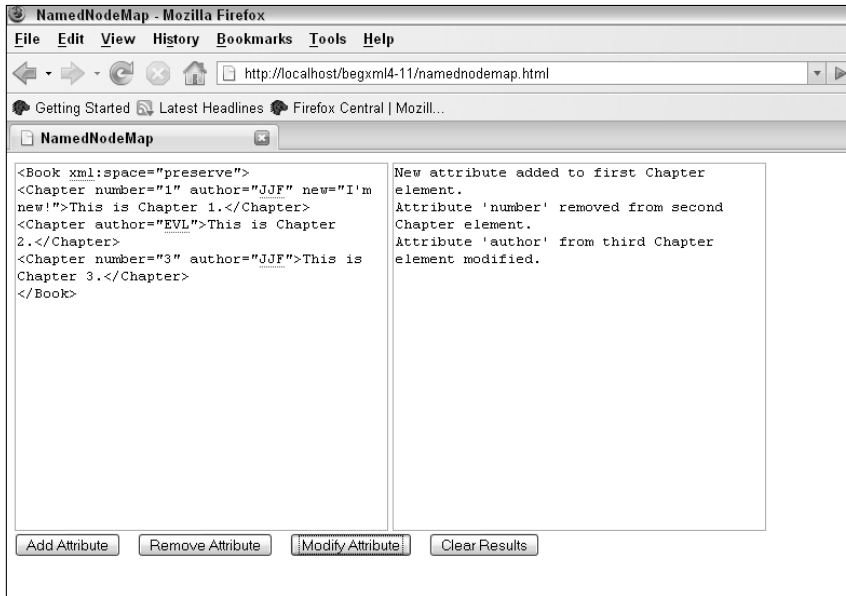 NamedNodeMap - Mozilla Firefox
File Edit View History Bookmarks Tools Help
http://localhost/begxml4-11/namednodemap.html
Getting Started Latest Headlines Firefox Central | Mozill...
NamedNodeMap
<Book xml:space="preserve">
<Chapter number="1" author="JJF" new="I'm
new!">This is Chapter 1.</Chapter>
<Chapter author="EVL">This is Chapter
2.</Chapter>
<Chapter number="3" author="JJF">This is
Chapter 3.</Chapter>
</Book>
New attribute added to first Chapter
element.
Attribute 'number' removed from second
Chapter element.
Attribute 'author' from third Chapter
element modified.
Add Attribute Remove Attribute Modify Attribute Clear Results